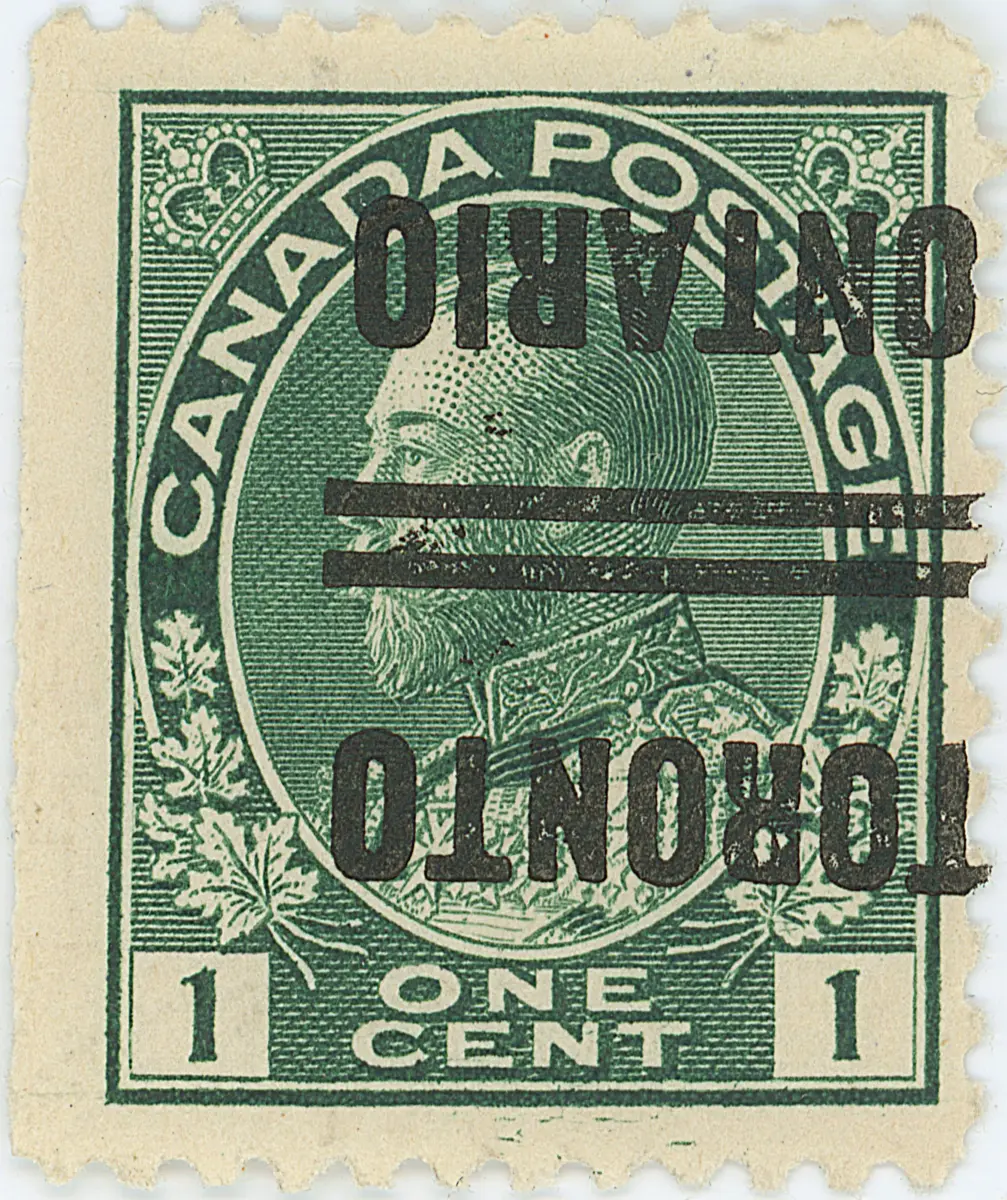 CANADA POSTAGE
ONTARIO
TORONTO
1 ONE 1
CENT